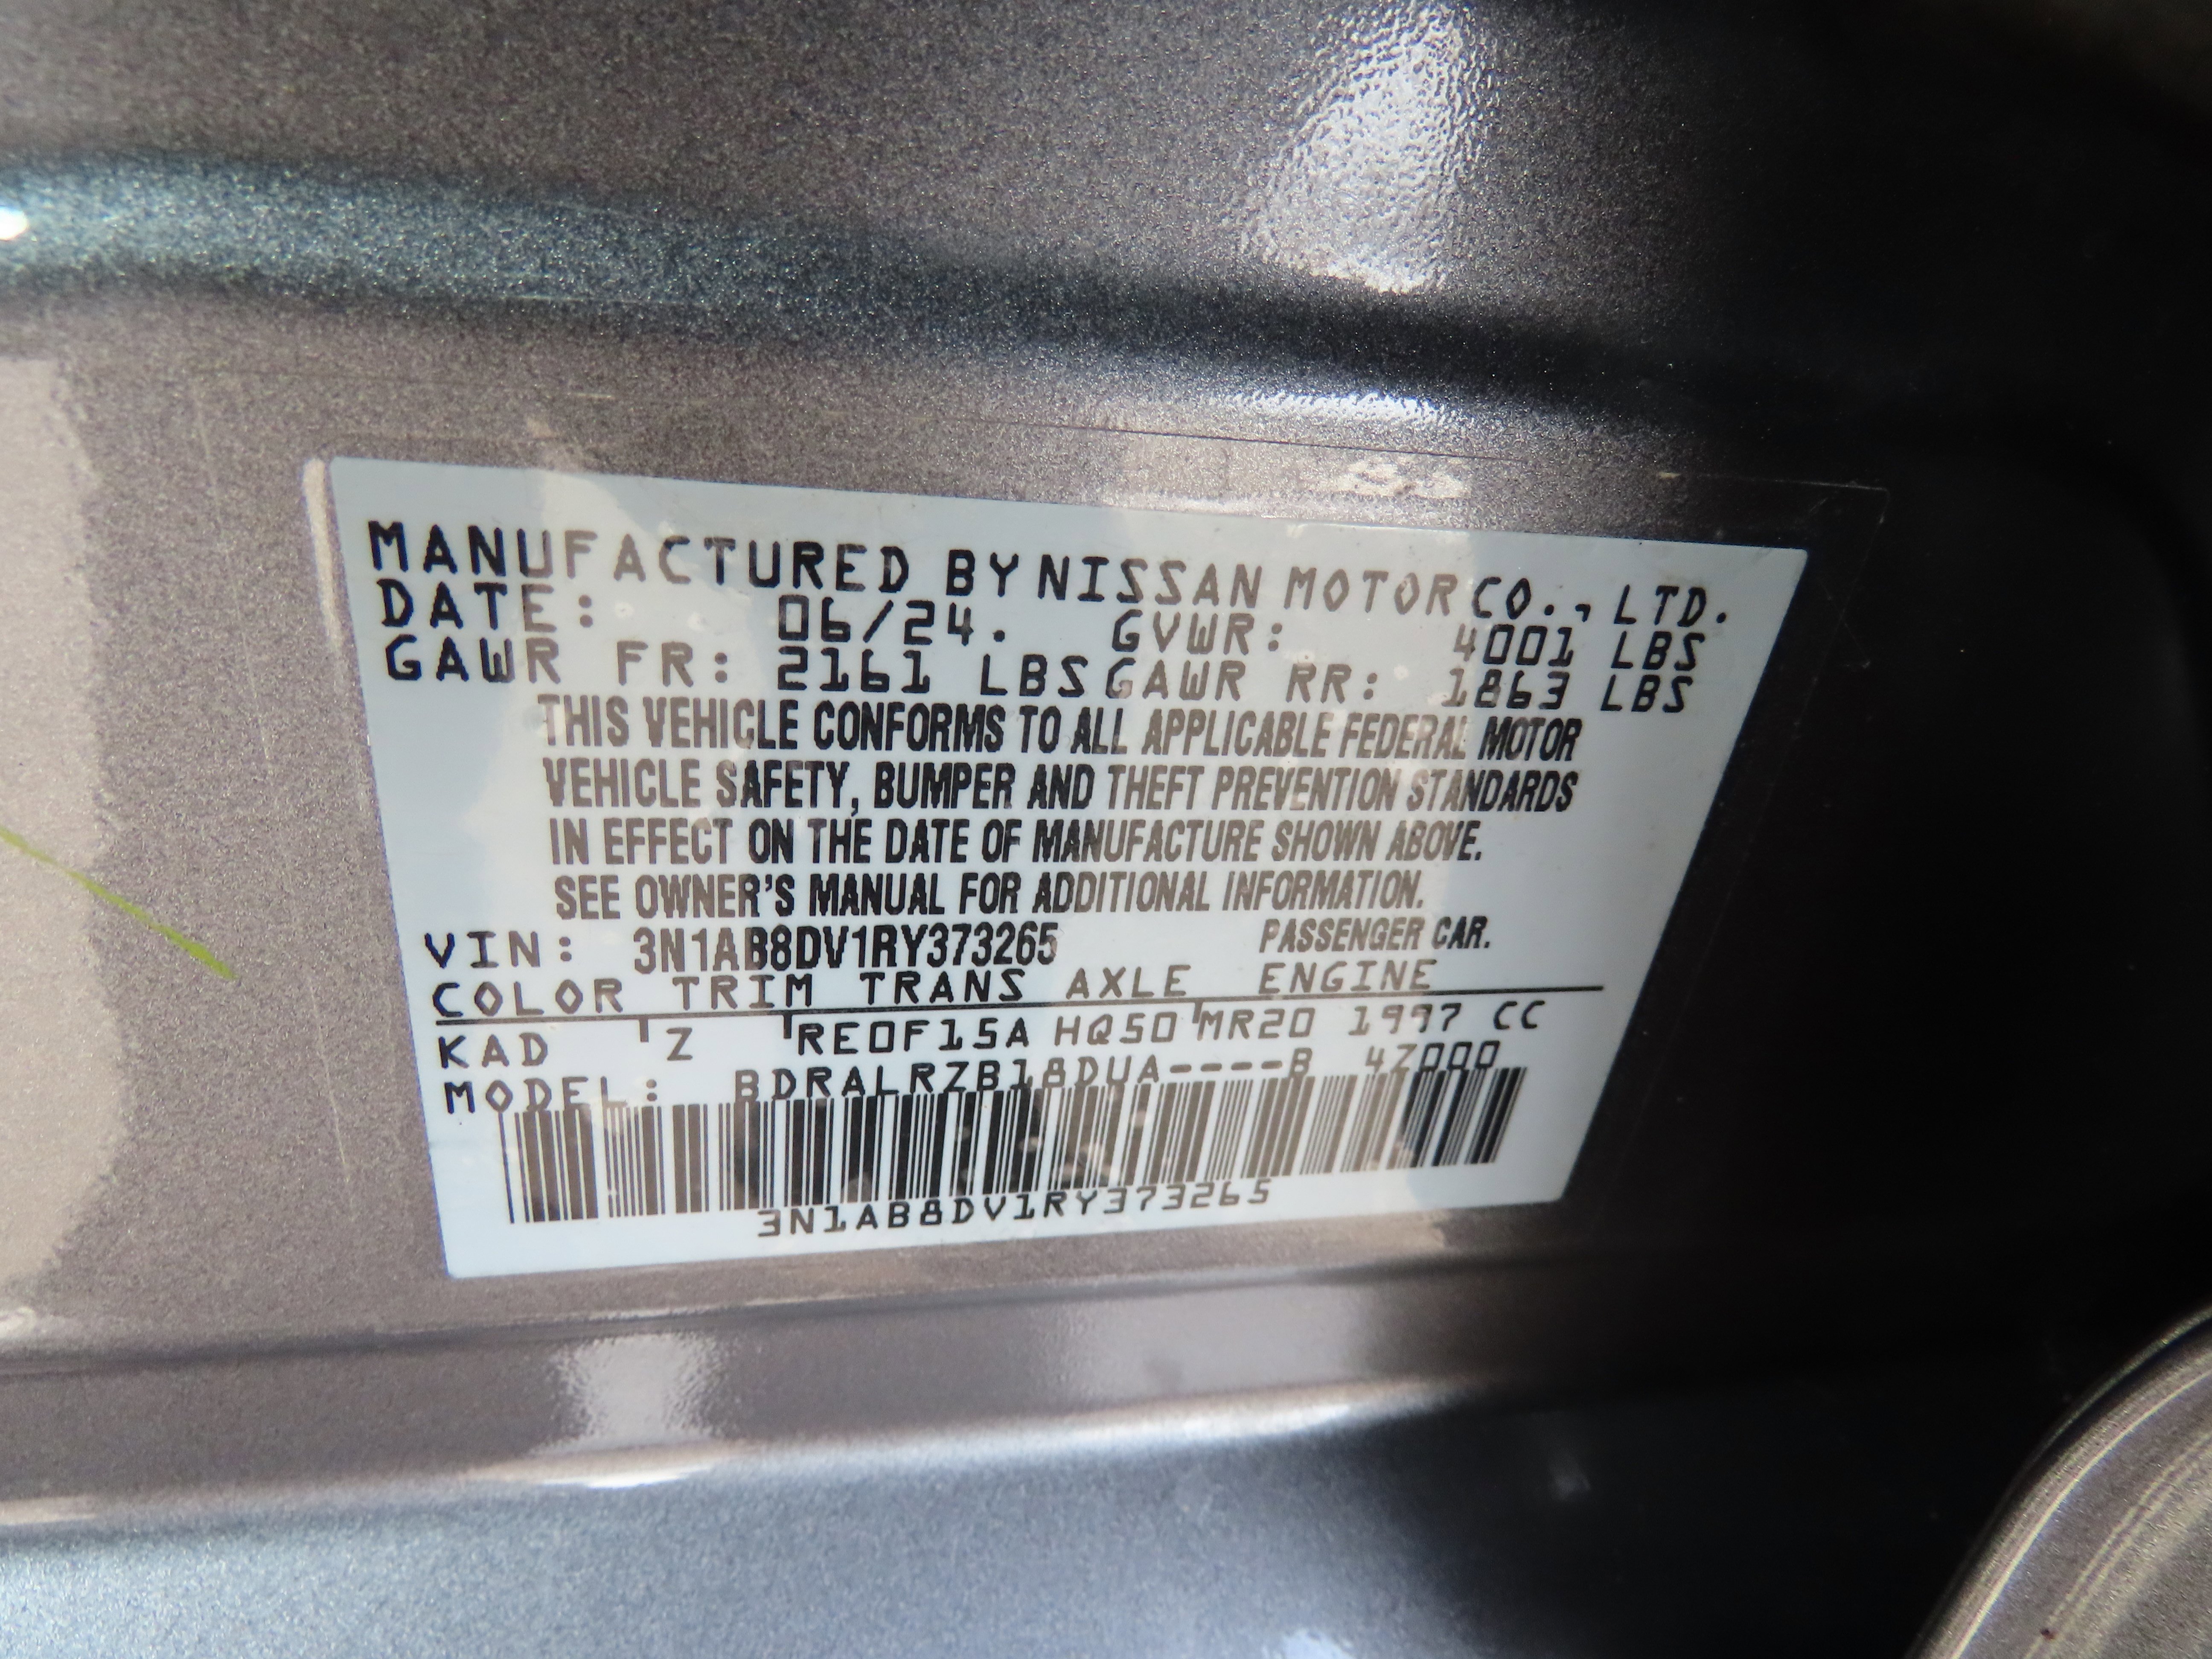 MANUFACTURED BY NISSAN MOTOR CO., LTD.
DATE: 06/24. GVWR: 4001 LBS
GAWR FR: 2161 LBS GAWR RR: 1863 LBS
THIS VEHICLE CONFORMS TO ALL APPLICABLE FEDERAL MOTOR
VEHICLE SAFETY, BUMPER AND THEFT PREVENTION STANDARDS
IN EFFECT ON THE DATE OF MANUFACTURE SHOWN ABOVE.
SEE OWNER'S MANUAL FOR ADDITIONAL INFORMATION.
VIN: 3N1AB8DV1RY373265 PASSENGER CAR.
COLOR TRIM TRANS AXLE ENGINE
KAD Z RE0F15A HQ50 MR20 1997 CC
MODEL: BDRALRZB18DUA----B 4Z000
3N1AB8DV1RY373265